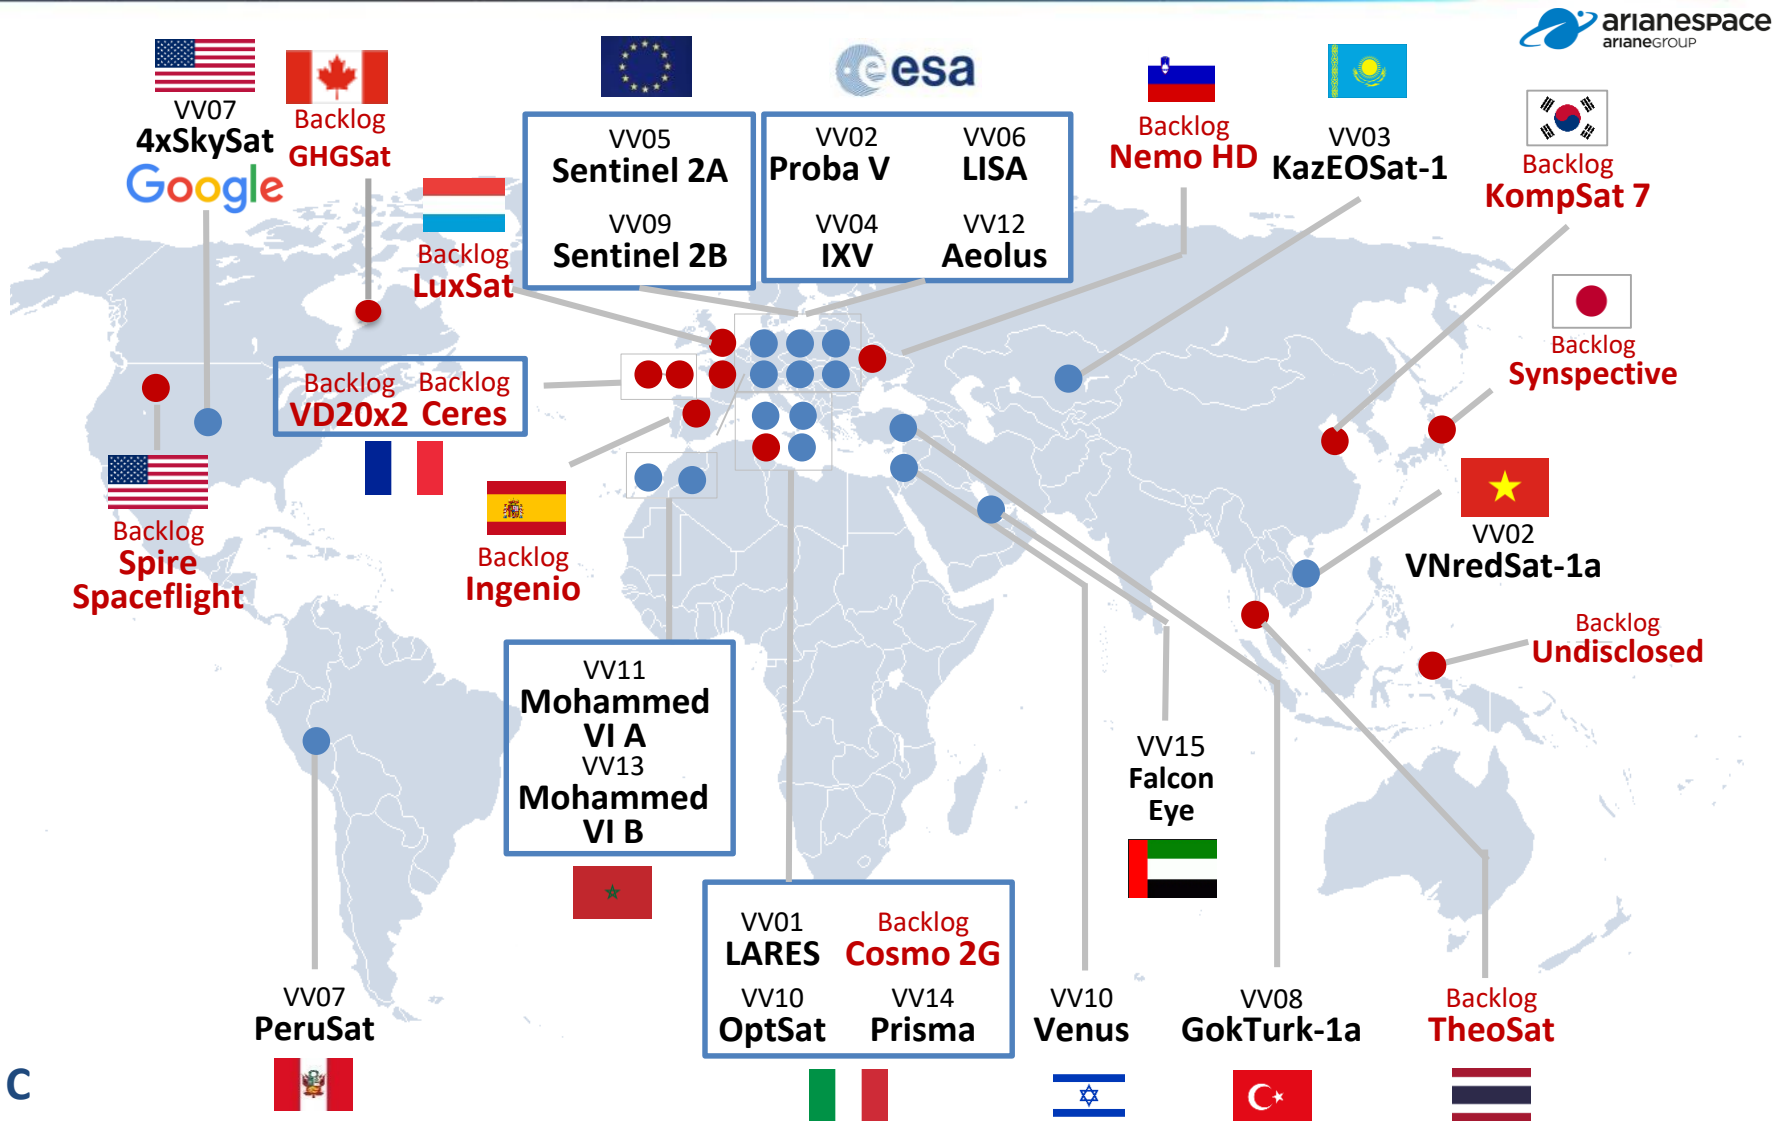 arianespace
arianeGROUP
VV07
4xSkySat
Google
Backlog
GHGSat
Backlog
LuxSat
VV05
Sentinel 2A
VV09
Sentinel 2B
esa
VV02
Proba V
VV06
LISA
VV04
IXV
VV12
Aeolus
Backlog
Nemo HD
VV03
KazEOSat-1
Backlog
KompSat 7
Backlog
Synspective
Backlog
VD20x2
Backlog
Ceres
Backlog
Spire
Spaceflight
Backlog
Ingenio
VV02
VNredSat-1a
Backlog
Undisclosed
VV11
Mohammed
VI A
VV13
Mohammed
VI B
VV15
Falcon
Eye
VV01
LARES
Backlog
Cosmo 2G
VV10
OptSat
VV14
Prisma
VV07
PeruSat
VV10
Venus
VV08
GokTurk-1a
Backlog
TheoSat
C